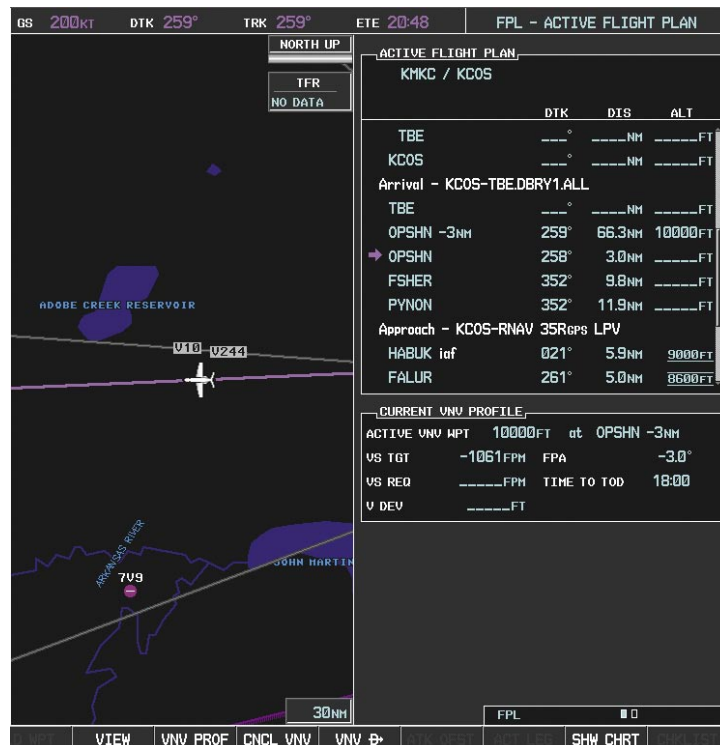 GS 200KT DTK 259° TRK 259° ETE 20:48 FPL - ACTIVE FLIGHT PLAN
NORTH UP
TFR
NO DATA
ADOBE CREEK RESERVOIR
V10 V244
ARKANSAS RIVER
7V9
JOHN MARTIN
30NM
ACTIVE FLIGHT PLAN
KMKC / KCOS
DTK DIS ALT
TBE ___° ____NM _____FT
KCOS ___° ____NM _____FT
Arrival - KCOS-TBE.DBRY1.ALL
TBE ___° ____NM _____FT
OPSHN -3NM 259° 66.3NM 10000FT
OPSHN 258° 3.0NM _____FT
FSHER 352° 9.8NM _____FT
PYNON 352° 11.9NM _____FT
Approach - KCOS-RNAV 35RGPS LPV
HABUK iaf 021° 5.9NM 9000FT
FALUR 261° 5.0NM 8600FT
CURRENT VNV PROFILE
ACTIVE VNV WPT 10000FT at OPSHN -3NM
VS TGT -1061FPM FPA -3.0°
VS REQ _____FPM TIME TO TOD 18:00
V DEV _____FT
FPL
D WPT VIEW VNV PROF CNCL VNV VNV D→ ATK OFST ACT LEG SHW CHRT CHKLIST